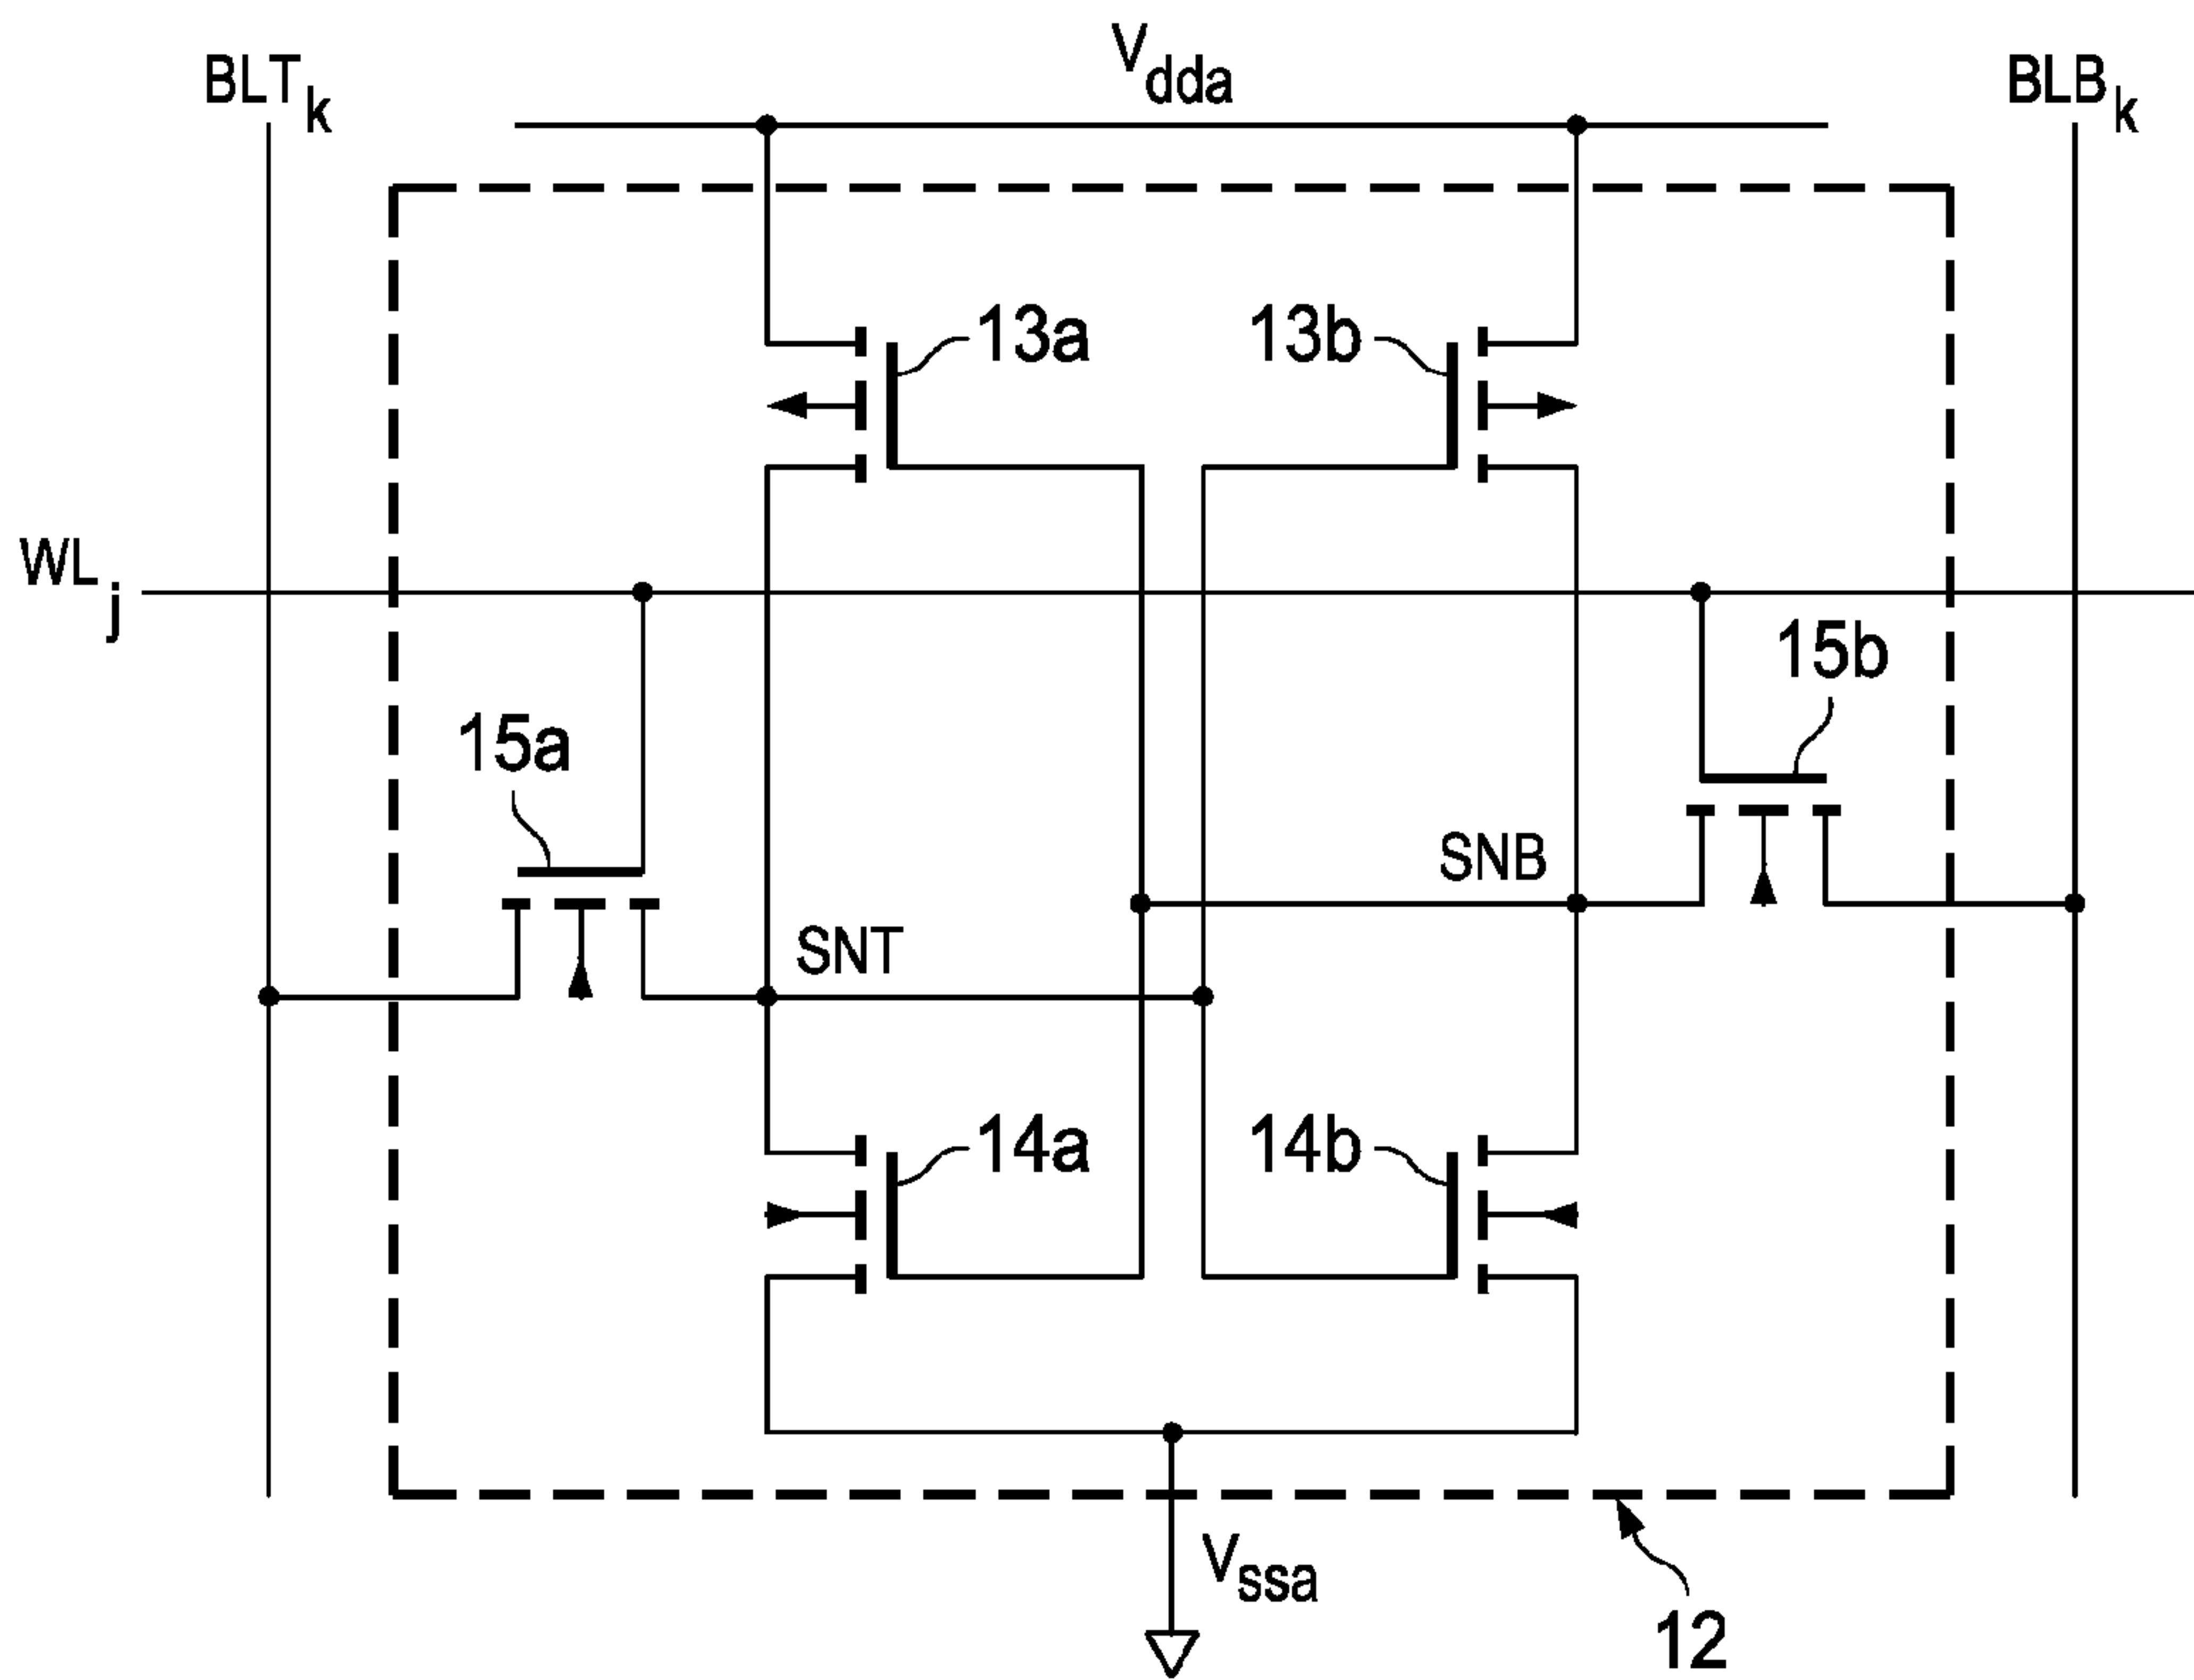 BLTk
Vdda
BLBk
13a
13b
WLj
15b
15a
SNB
SNT
14a
14b
Vssa
12